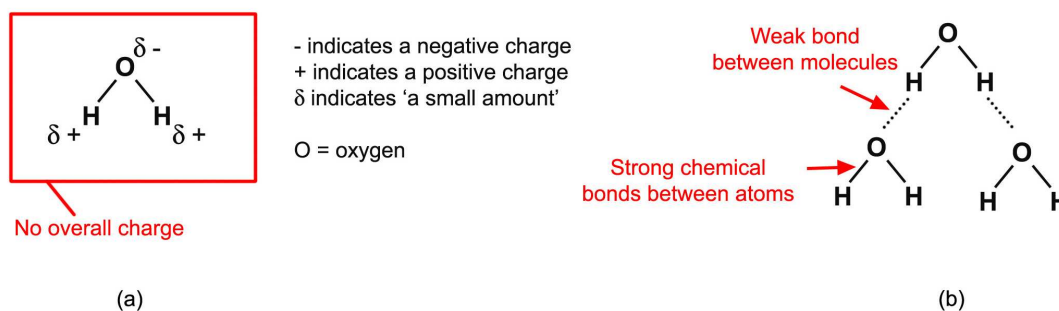 δ -
O
H H
δ + δ +
No overall charge
(a)
- indicates a negative charge
+ indicates a positive charge
δ indicates ‘a small amount’
O = oxygen
Weak bond
between molecules
O
H H
Strong chemical
bonds between atoms
O O
H H H H
(b)